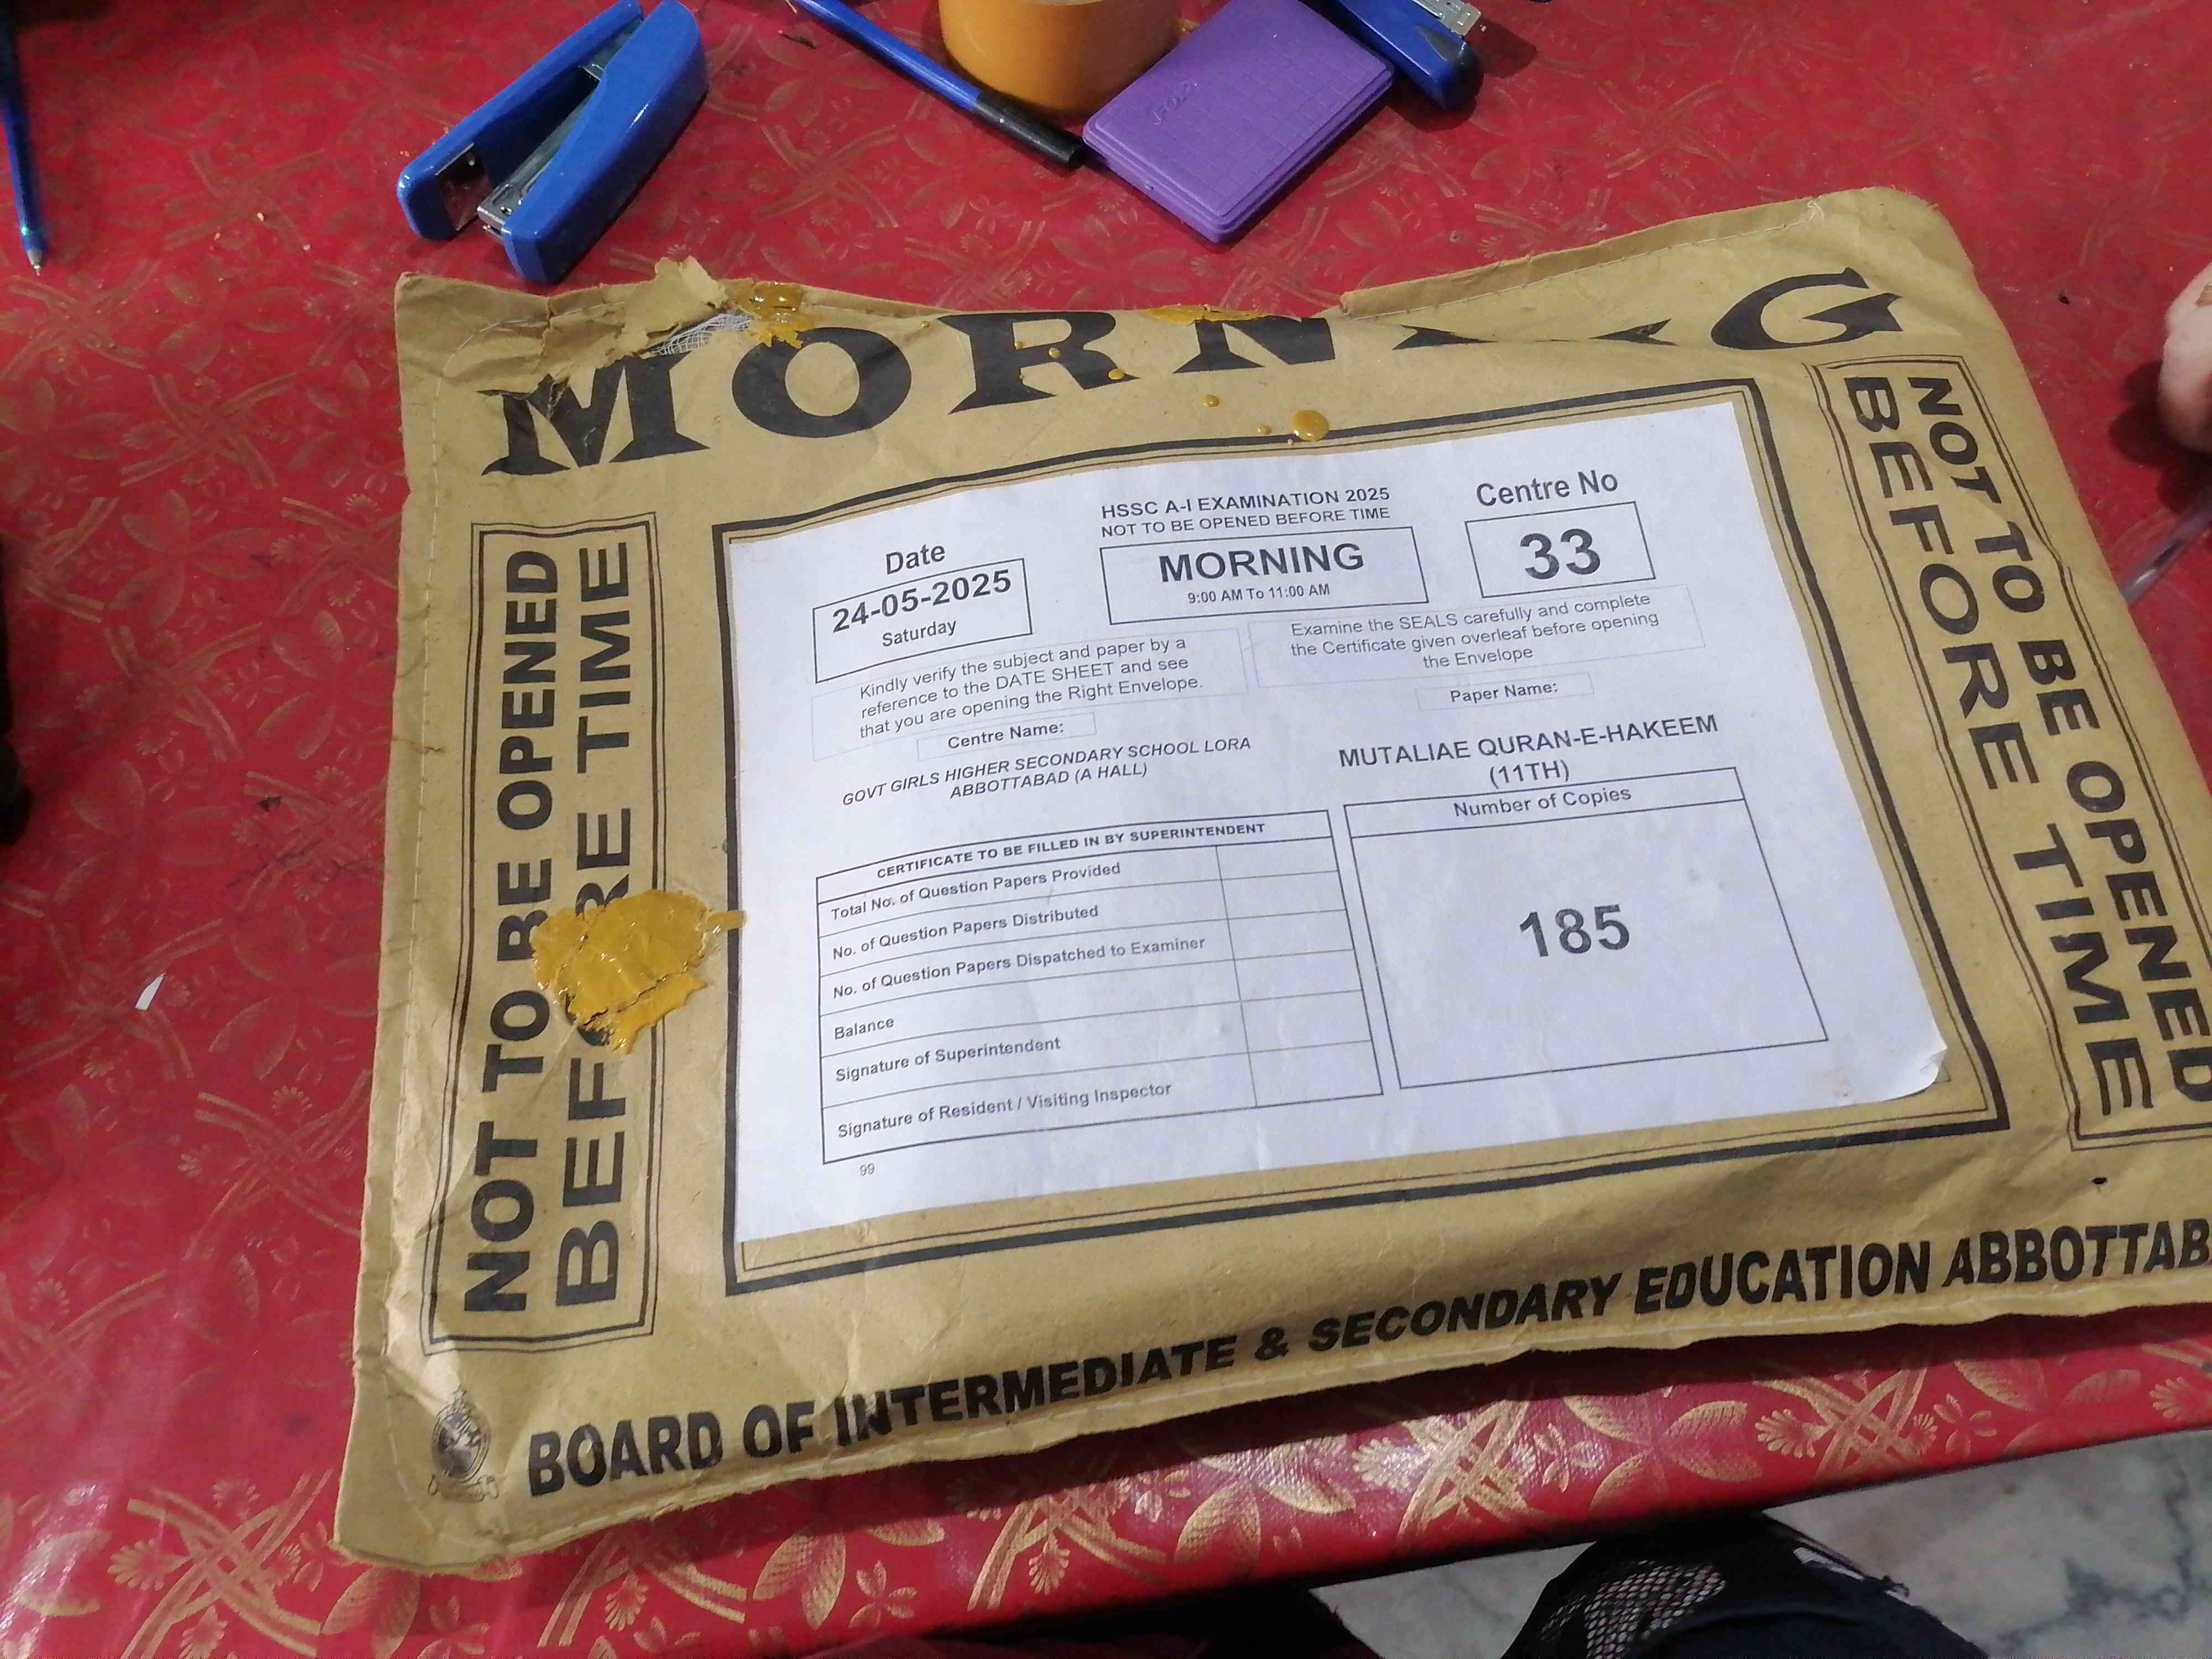 MORNING
NOT TO BE OPENED
BEFORE TIME
HSSC A-I EXAMINATION 2025
NOT TO BE OPENED BEFORE TIME
Date
24-05-2025
Saturday
MORNING
9:00 AM To 11:00 AM
Centre No
33
Kindly verify the subject and paper by a
reference to the DATE SHEET and see
that you are opening the Right Envelope.
Examine the SEALS carefully and complete
the Certificate given overleaf before opening
the Envelope
Centre Name:
GOVT GIRLS HIGHER SECONDARY SCHOOL LORA
ABBOTTABAD (A HALL)
Paper Name:
MUTALIAE QURAN-E-HAKEEM
(11TH)
CERTIFICATE TO BE FILLED IN BY SUPERINTENDENT
Total No. of Question Papers Provided
No. of Question Papers Distributed
No. of Question Papers Dispatched to Examiner
Balance
Signature of Superintendent
Signature of Resident / Visiting Inspector
Number of Copies
185
99
NOT TO BE OPENED
BEFORE TIME
BOARD OF INTERMEDIATE & SECONDARY EDUCATION ABBOTTAB